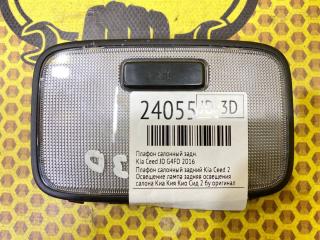 24055 JD 3D
Плафон салонный задн.
Kia Ceed JD G4FD 2016
Плафон салонный задний Kia Ceed 2
Освещение лампа задняя освещения
салона Киа Кия Кио Сид 2 бу оригинал